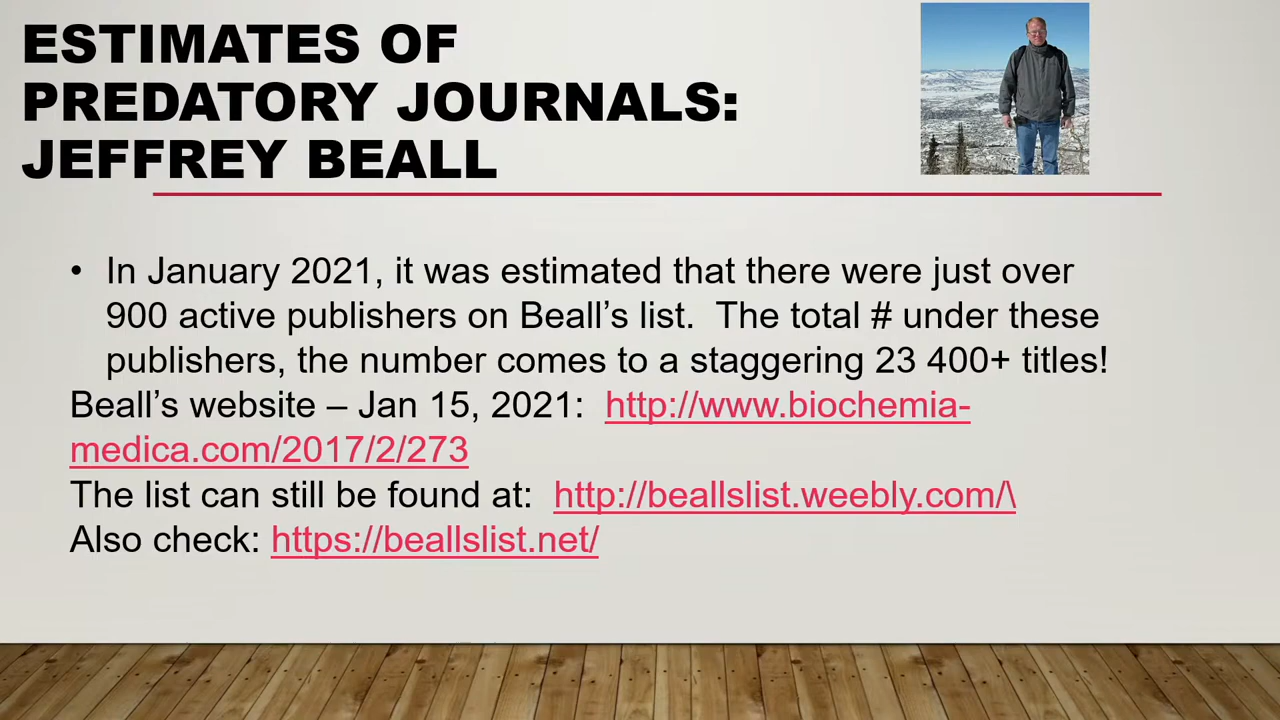 ESTIMATES OF
PREDATORY JOURNALS:
JEFFREY BEALL
• In January 2021, it was estimated that there were just over
900 active publishers on Beall’s list.  The total # under these
publishers, the number comes to a staggering 23 400+ titles!
Beall’s website – Jan 15, 2021:  http://www.biochemia-
medica.com/2017/2/273
The list can still be found at:  http://beallslist.weebly.com/\
Also check: https://beallslist.net/